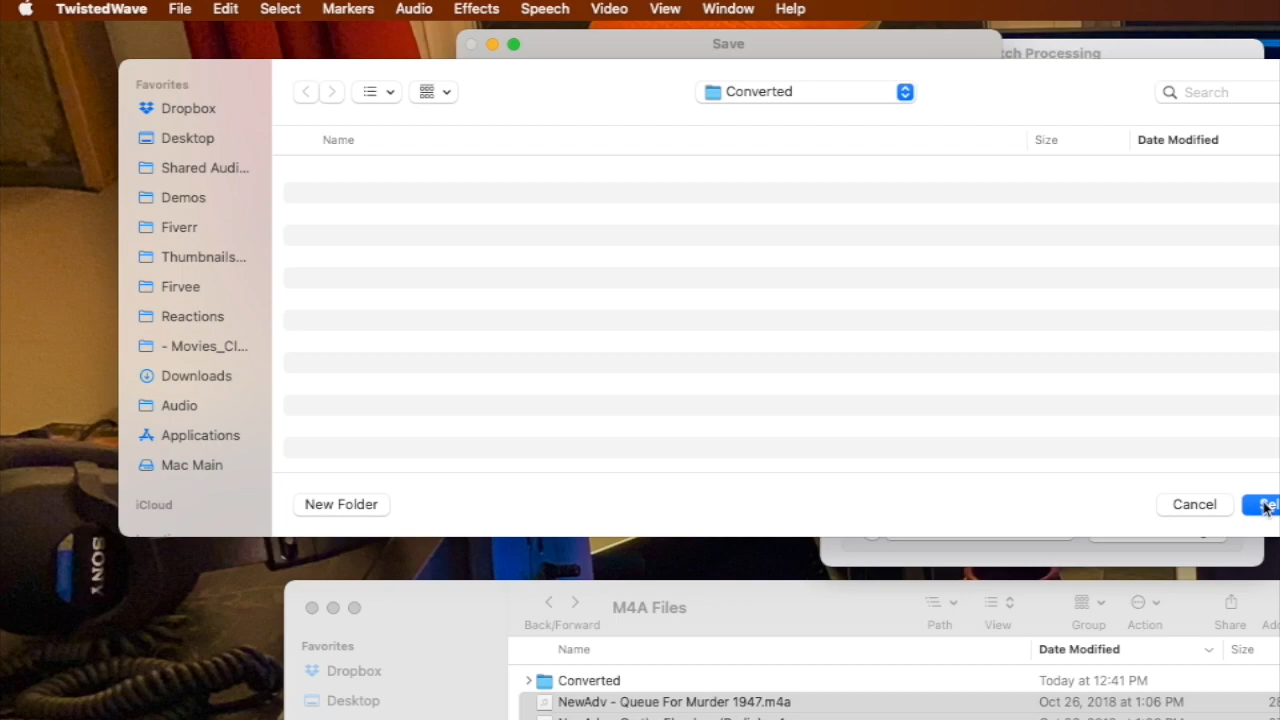 TwistedWave File Edit Select Markers Audio Effects Speech Video View Window Help
Save
tch Processing
Favorites
Dropbox
Desktop
Shared Audi...
Demos
Fiverr
Thumbnails...
Firvee
Reactions
- Movies_Cl...
Downloads
Audio
Applications
Mac Main
iCloud
Converted
Search
Name Size Date Modified
New Folder Cancel Sel
SONY
M4A Files
Back/Forward Path View Group Action Share Add
Favorites
Dropbox
Desktop
Name Date Modified Size
Converted Today at 12:41 PM
NewAdv - Queue For Murder 1947.m4a Oct 26, 2018 at 1:06 PM